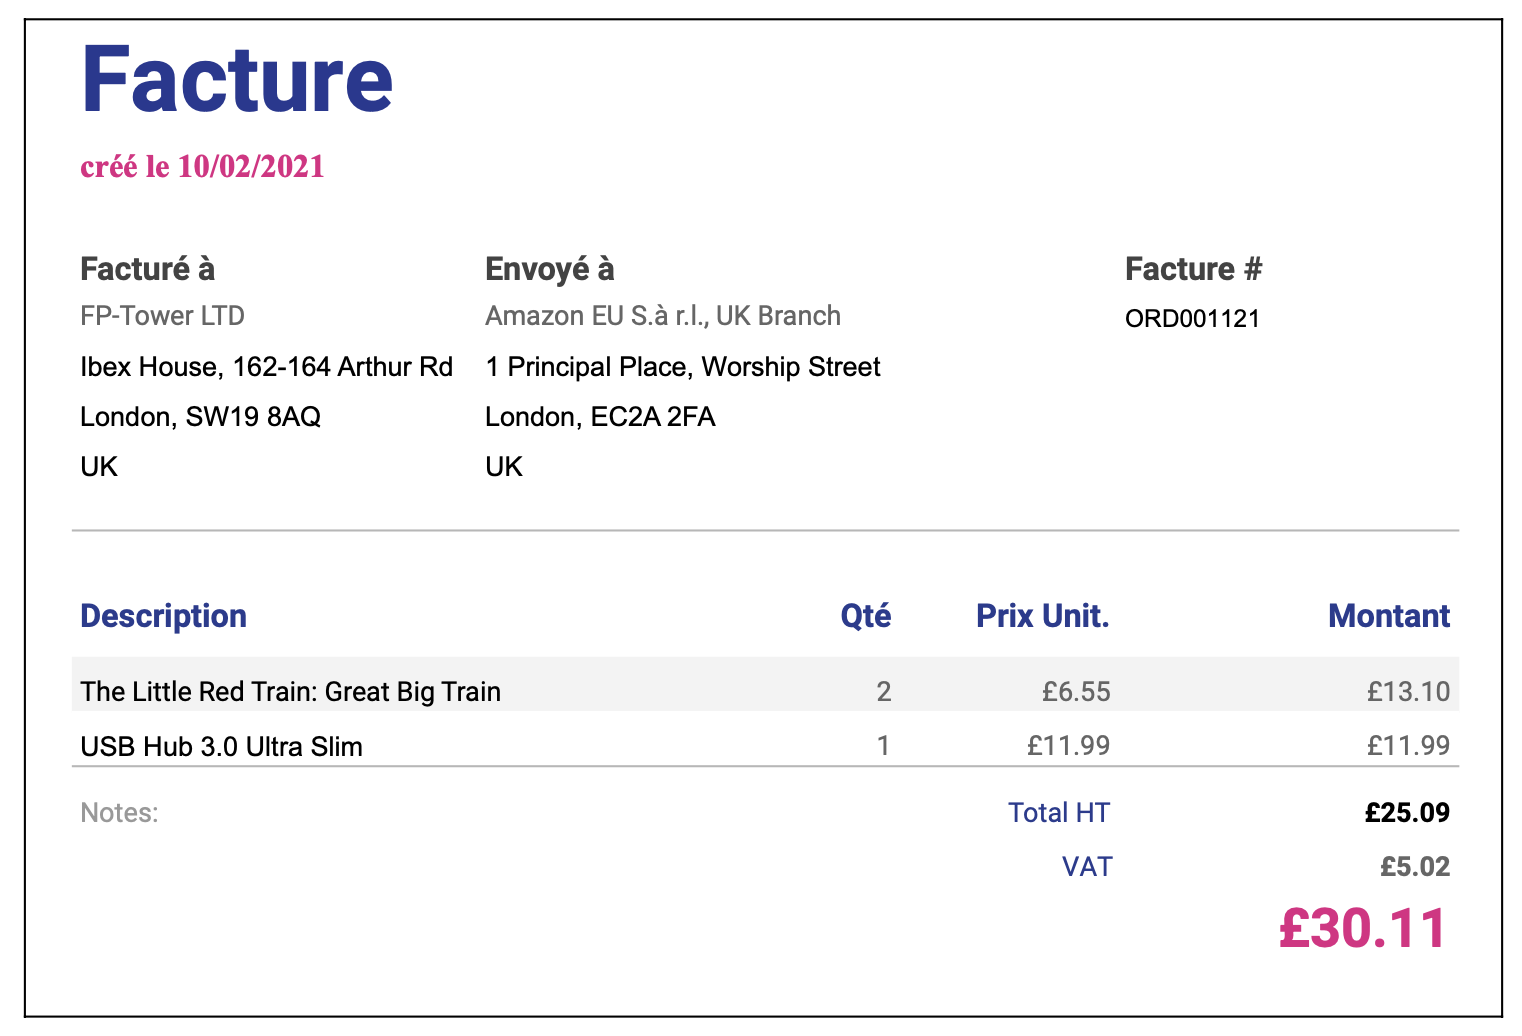 Facture
créé le 10/02/2021
Facturé à Envoyé à Facture #
FP-Tower LTD Amazon EU S.à r.l., UK Branch ORD001121
Ibex House, 162-164 Arthur Rd 1 Principal Place, Worship Street
London, SW19 8AQ London, EC2A 2FA
UK UK
Description Qté Prix Unit. Montant
The Little Red Train: Great Big Train 2 £6.55 £13.10
USB Hub 3.0 Ultra Slim 1 £11.99 £11.99
Notes: Total HT £25.09
VAT £5.02
£30.11